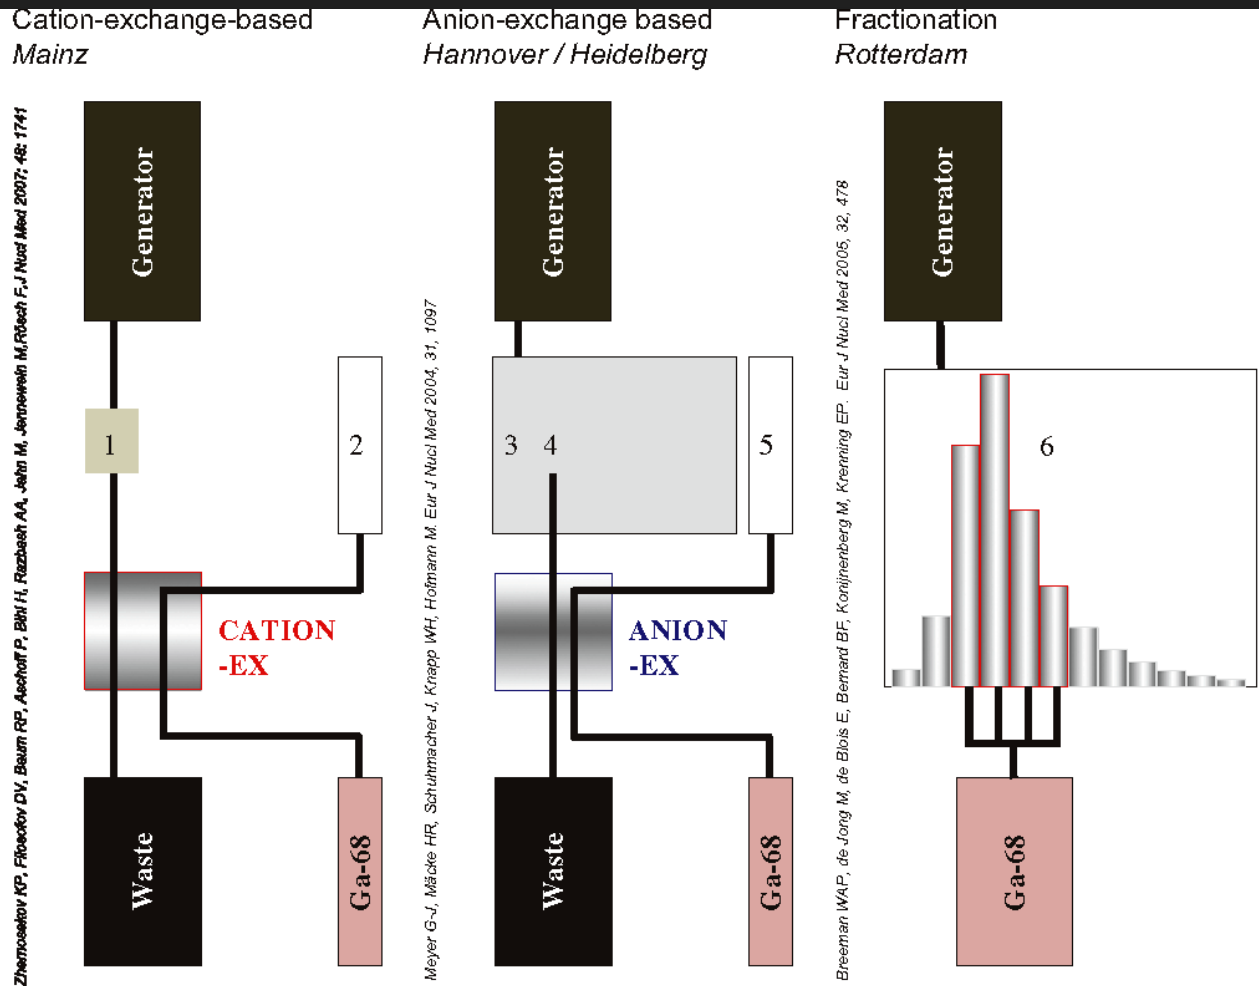 Cation-exchange-based
Mainz
Zhernosekov KP, Filosofov DV, Baum RP, Aschoff P, Bihl H, Razbash AA, Jahn M, Jennewein M, Rösch F, J Nucl Med 2007; 48: 1741
Generator
1
2
CATION
-EX
Waste
Ga-68
Anion-exchange based
Hannover / Heidelberg
Meyer G-J, Mäcke HR, Schuhmacher J, Knapp WH, Hofmann M. Eur J Nucl Med 2004, 31, 1097
Generator
3 4
5
ANION
-EX
Waste
Ga-68
Fractionation
Rotterdam
Breeman WAP, de Jong M, de Blois E, Bernard BF, Konijnenberg M, Krenning EP. Eur J Nucl Med 2005, 32, 478
Generator
6
Ga-68